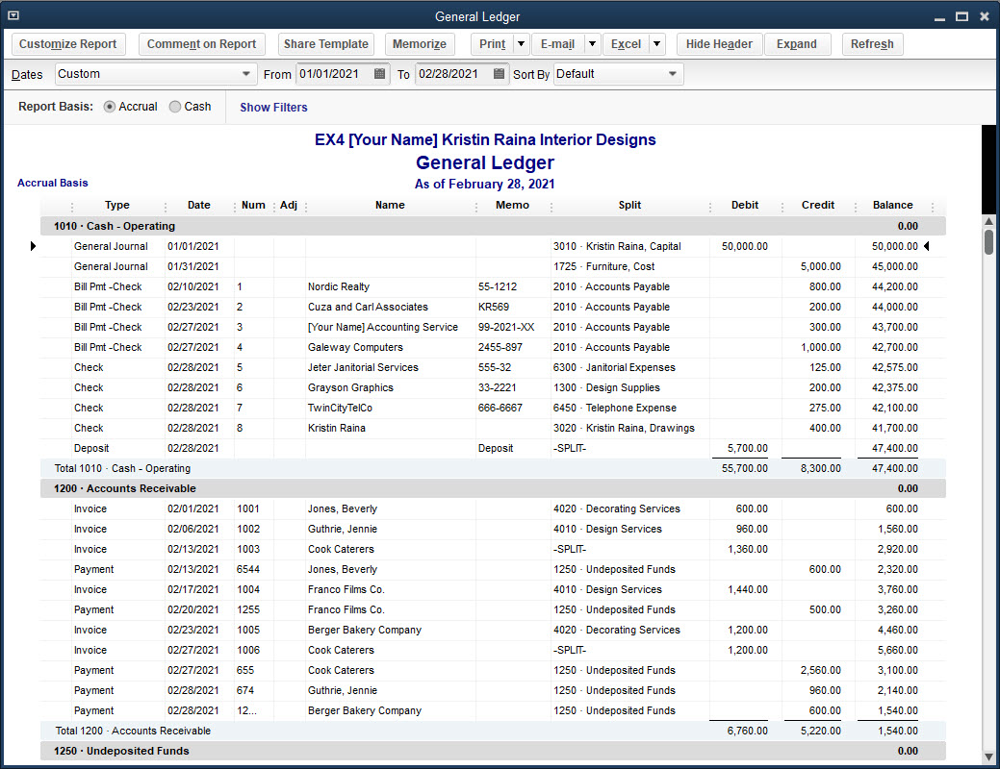 General Ledger
Customize Report Comment on Report Share Template Memorize Print E-mail Excel Hide Header Expand Refresh
Dates Custom From 01/01/2021 To 02/28/2021 Sort By Default
Report Basis: Accrual Cash Show Filters
EX4 [Your Name] Kristin Raina Interior Designs
General Ledger
Accrual Basis As of February 28, 2021
Type Date Num Adj Name Memo Split Debit Credit Balance
1010 · Cash - Operating 0.00
General Journal 01/01/2021 3010 · Kristin Raina, Capital 50,000.00 50,000.00
General Journal 01/31/2021 1725 · Furniture, Cost 5,000.00 45,000.00
Bill Pmt -Check 02/10/2021 1 Nordic Realty 55-1212 2010 · Accounts Payable 800.00 44,200.00
Bill Pmt -Check 02/23/2021 2 Cuza and Carl Associates KR569 2010 · Accounts Payable 200.00 44,000.00
Bill Pmt -Check 02/27/2021 3 [Your Name] Accounting Service 99-2021-XX 2010 · Accounts Payable 300.00 43,700.00
Bill Pmt -Check 02/27/2021 4 Galeway Computers 2455-897 2010 · Accounts Payable 1,000.00 42,700.00
Check 02/28/2021 5 Jeter Janitorial Services 555-32 6300 · Janitorial Expenses 125.00 42,575.00
Check 02/28/2021 6 Grayson Graphics 33-2221 1300 · Design Supplies 200.00 42,375.00
Check 02/28/2021 7 TwinCityTelCo 666-6667 6450 · Telephone Expense 275.00 42,100.00
Check 02/28/2021 8 Kristin Raina 3020 · Kristin Raina, Drawings 400.00 41,700.00
Deposit 02/28/2021 Deposit -SPLIT- 5,700.00 47,400.00
Total 1010 · Cash - Operating 55,700.00 8,300.00 47,400.00
1200 · Accounts Receivable 0.00
Invoice 02/01/2021 1001 Jones, Beverly 4020 · Decorating Services 600.00 600.00
Invoice 02/06/2021 1002 Guthrie, Jennie 4010 · Design Services 960.00 1,560.00
Invoice 02/13/2021 1003 Cook Caterers -SPLIT- 1,360.00 2,920.00
Payment 02/13/2021 6544 Jones, Beverly 1250 · Undeposited Funds 600.00 2,320.00
Invoice 02/17/2021 1004 Franco Films Co. 4010 · Design Services 1,440.00 3,760.00
Payment 02/20/2021 1255 Franco Films Co. 1250 · Undeposited Funds 500.00 3,260.00
Invoice 02/23/2021 1005 Berger Bakery Company 4020 · Decorating Services 1,200.00 4,460.00
Invoice 02/27/2021 1006 Cook Caterers -SPLIT- 1,200.00 5,660.00
Payment 02/27/2021 655 Cook Caterers 1250 · Undeposited Funds 2,560.00 3,100.00
Payment 02/28/2021 674 Guthrie, Jennie 1250 · Undeposited Funds 960.00 2,140.00
Payment 02/28/2021 12... Berger Bakery Company 1250 · Undeposited Funds 600.00 1,540.00
Total 1200 · Accounts Receivable 6,760.00 5,220.00 1,540.00
1250 · Undeposited Funds 0.00